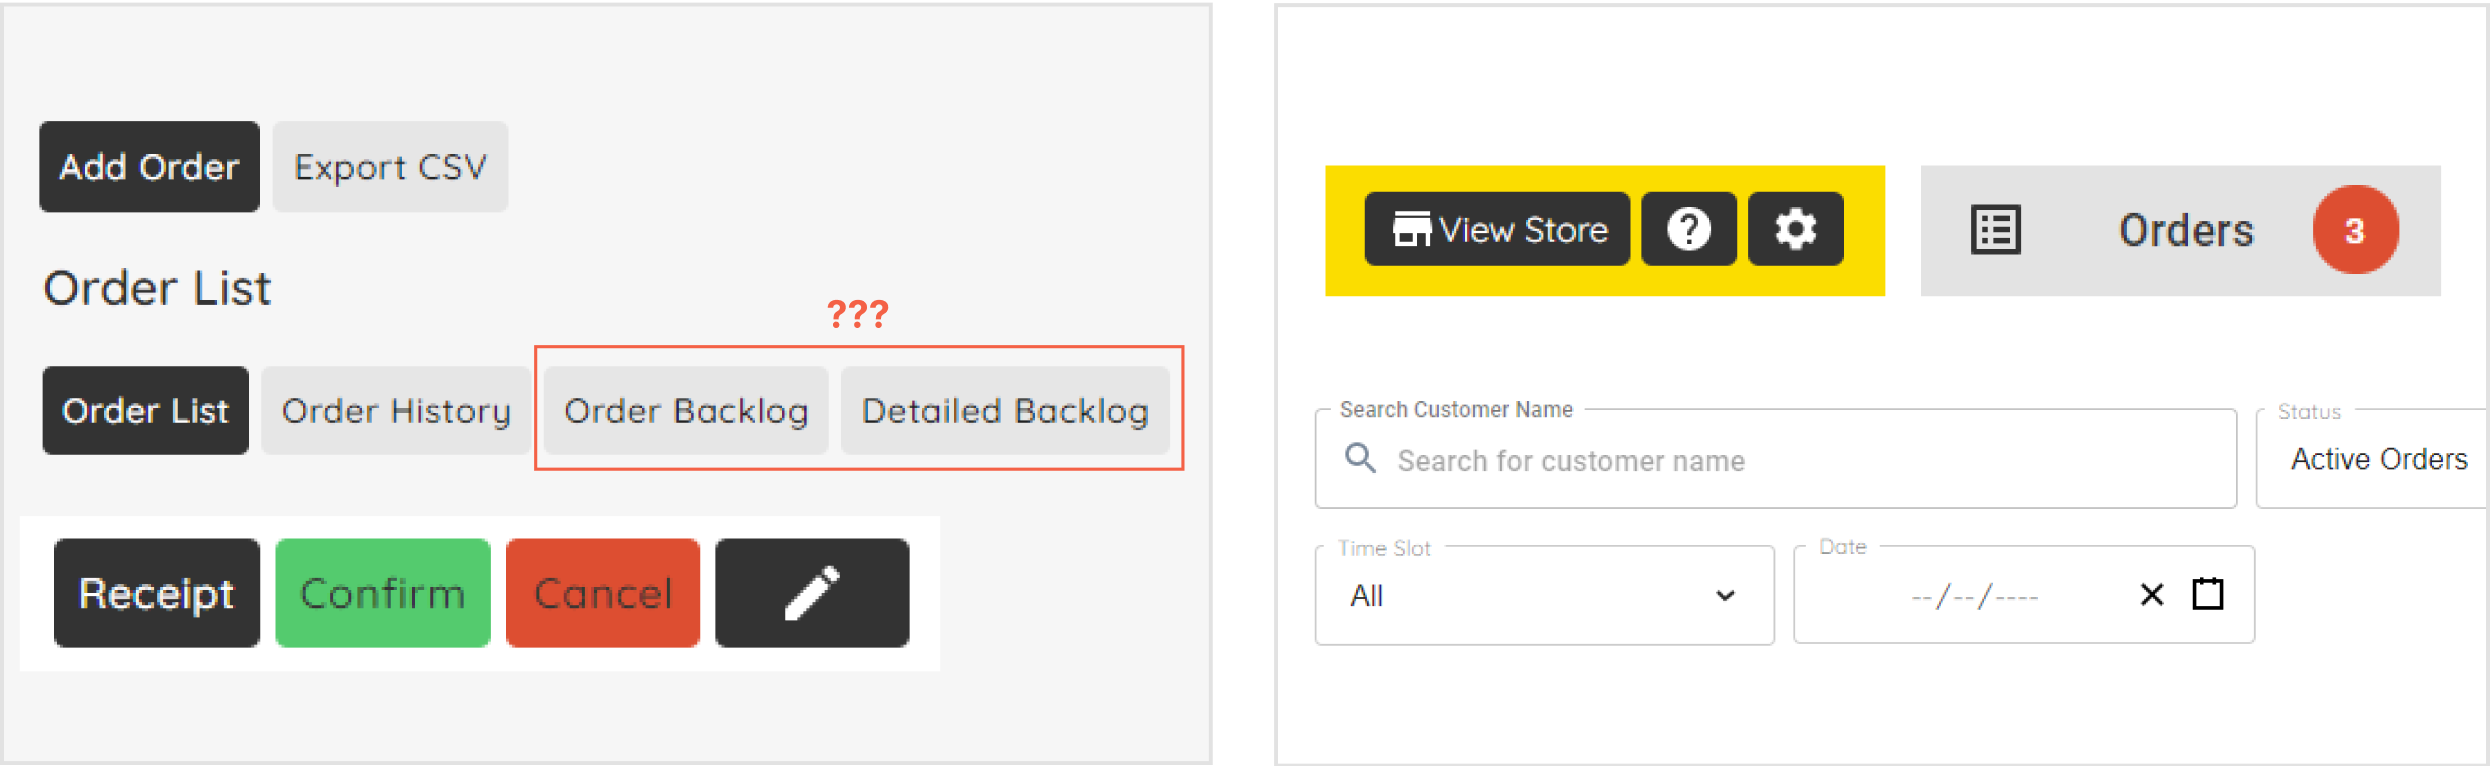 Add Order Export CSV
Order List
???
Order List Order History Order Backlog Detailed Backlog
Receipt Confirm Cancel
View Store ? Orders 3
Search Customer Name Status
Search for customer name Active Orders
Time Slot Date
All --/--/----